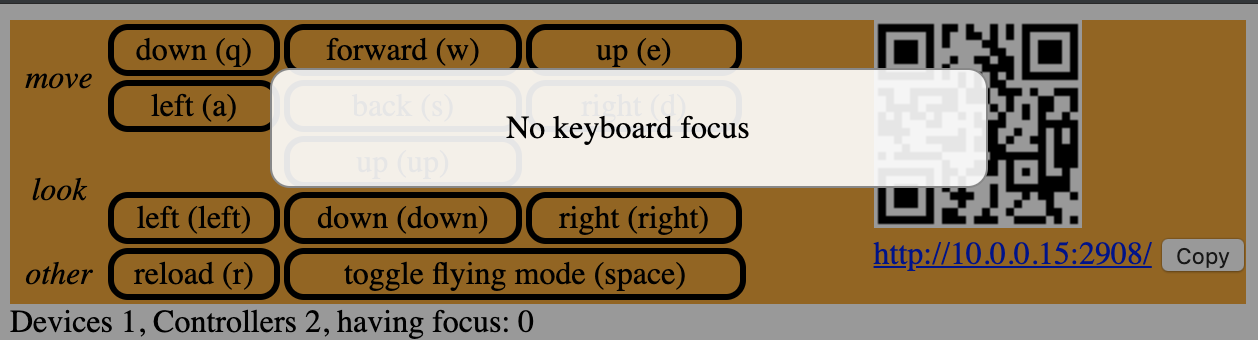 move down (q) forward (w) up (e)
left (a) back (s) right (d)
No keyboard focus
up (up)
look
left (left) down (down) right (right)
http://10.0.0.15:2908/ Copy
other reload (r) toggle flying mode (space)
Devices 1, Controllers 2, having focus: 0